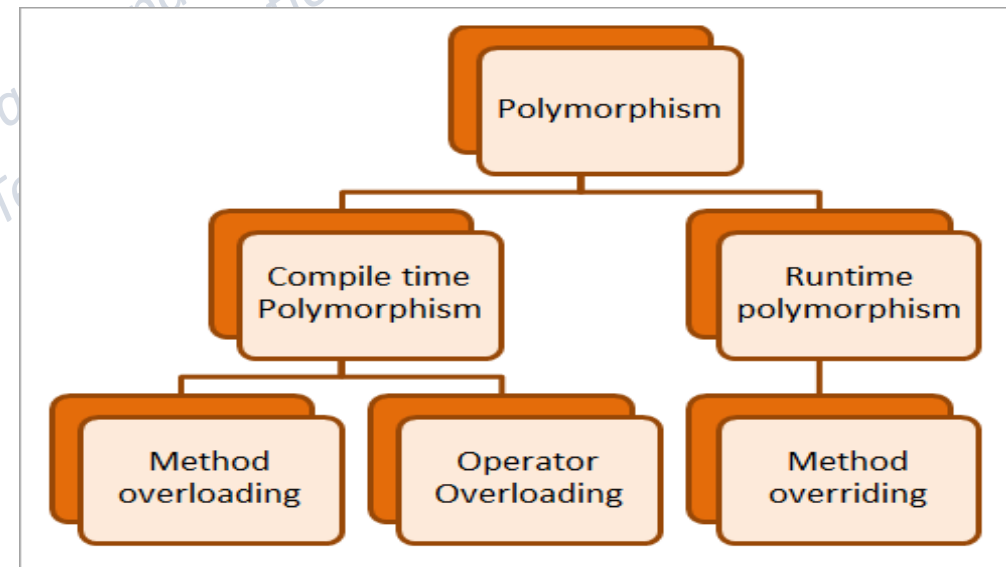 Polymorphism
Compile time
Polymorphism
Runtime
polymorphism
Method
overloading
Operator
Overloading
Method
overriding